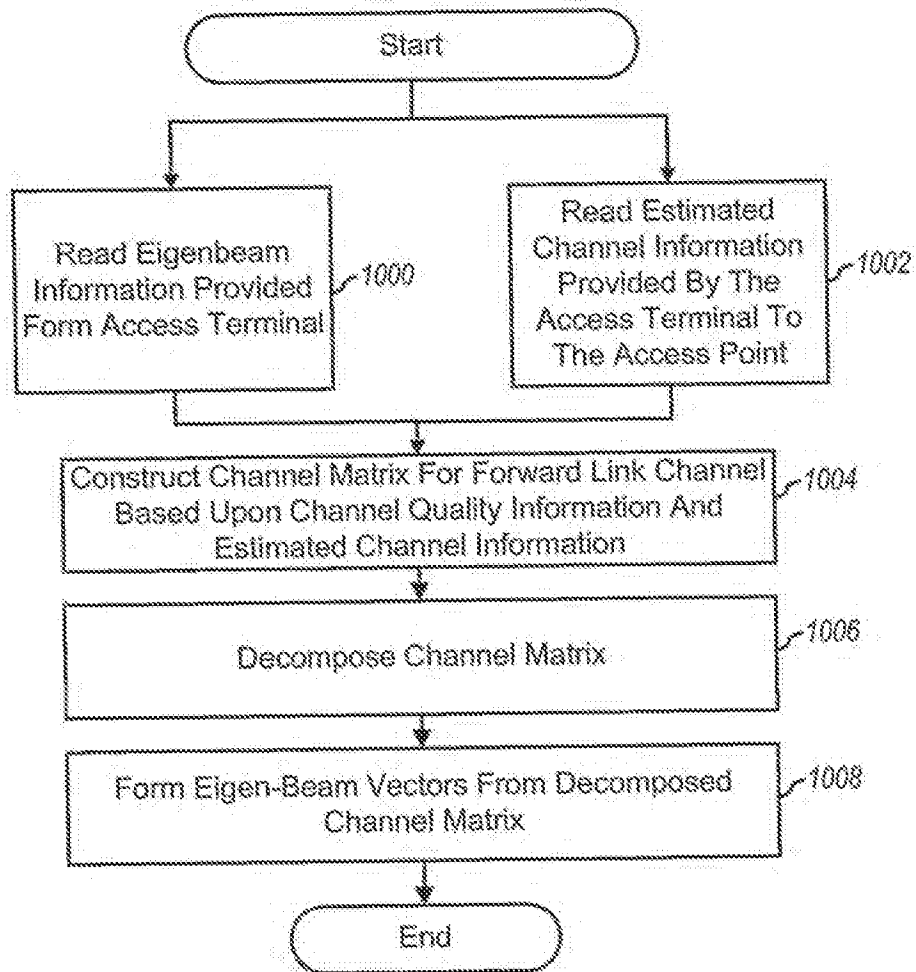 Start
Read Eigenbeam
Information Provided
Form Access Terminal
1000
Read Estimated
Channel Information
Provided By The
Access Terminal To
The Access Point
1002
Construct Channel Matrix For Forward Link Channel
Based Upon Channel Quality Information And
Estimated Channel Information
1004
Decompose Channel Matrix
1006
Form Eigen-Beam Vectors From Decomposed
Channel Matrix
1008
End